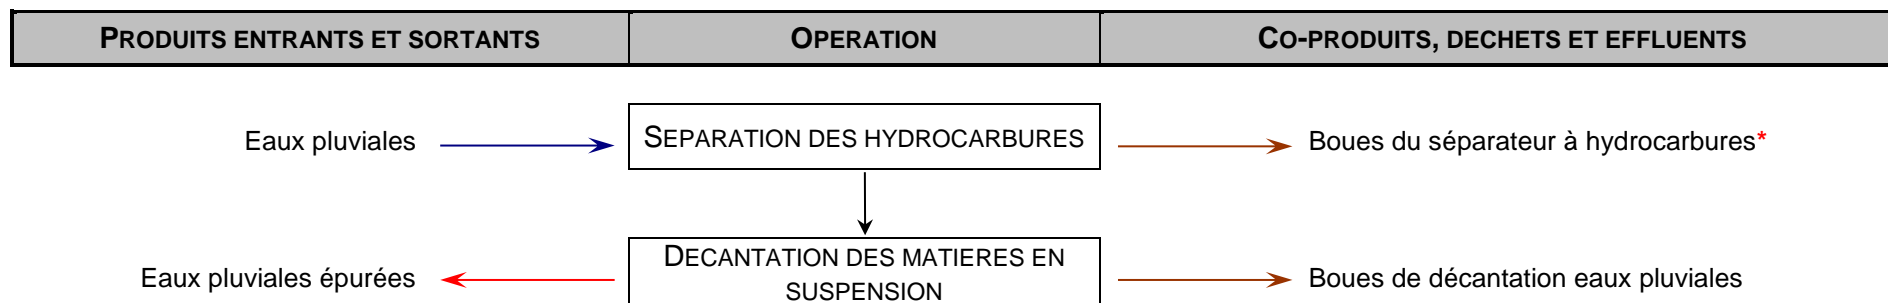 PRODUITS ENTRANTS ET SORTANTS
OPERATION
CO-PRODUITS, DECHETS ET EFFLUENTS
Eaux pluviales
SEPARATION DES HYDROCARBURES
Boues du séparateur à hydrocarbures*
Eaux pluviales épurées
DECANTATION DES MATIERES EN
SUSPENSION
Boues de décantation eaux pluviales